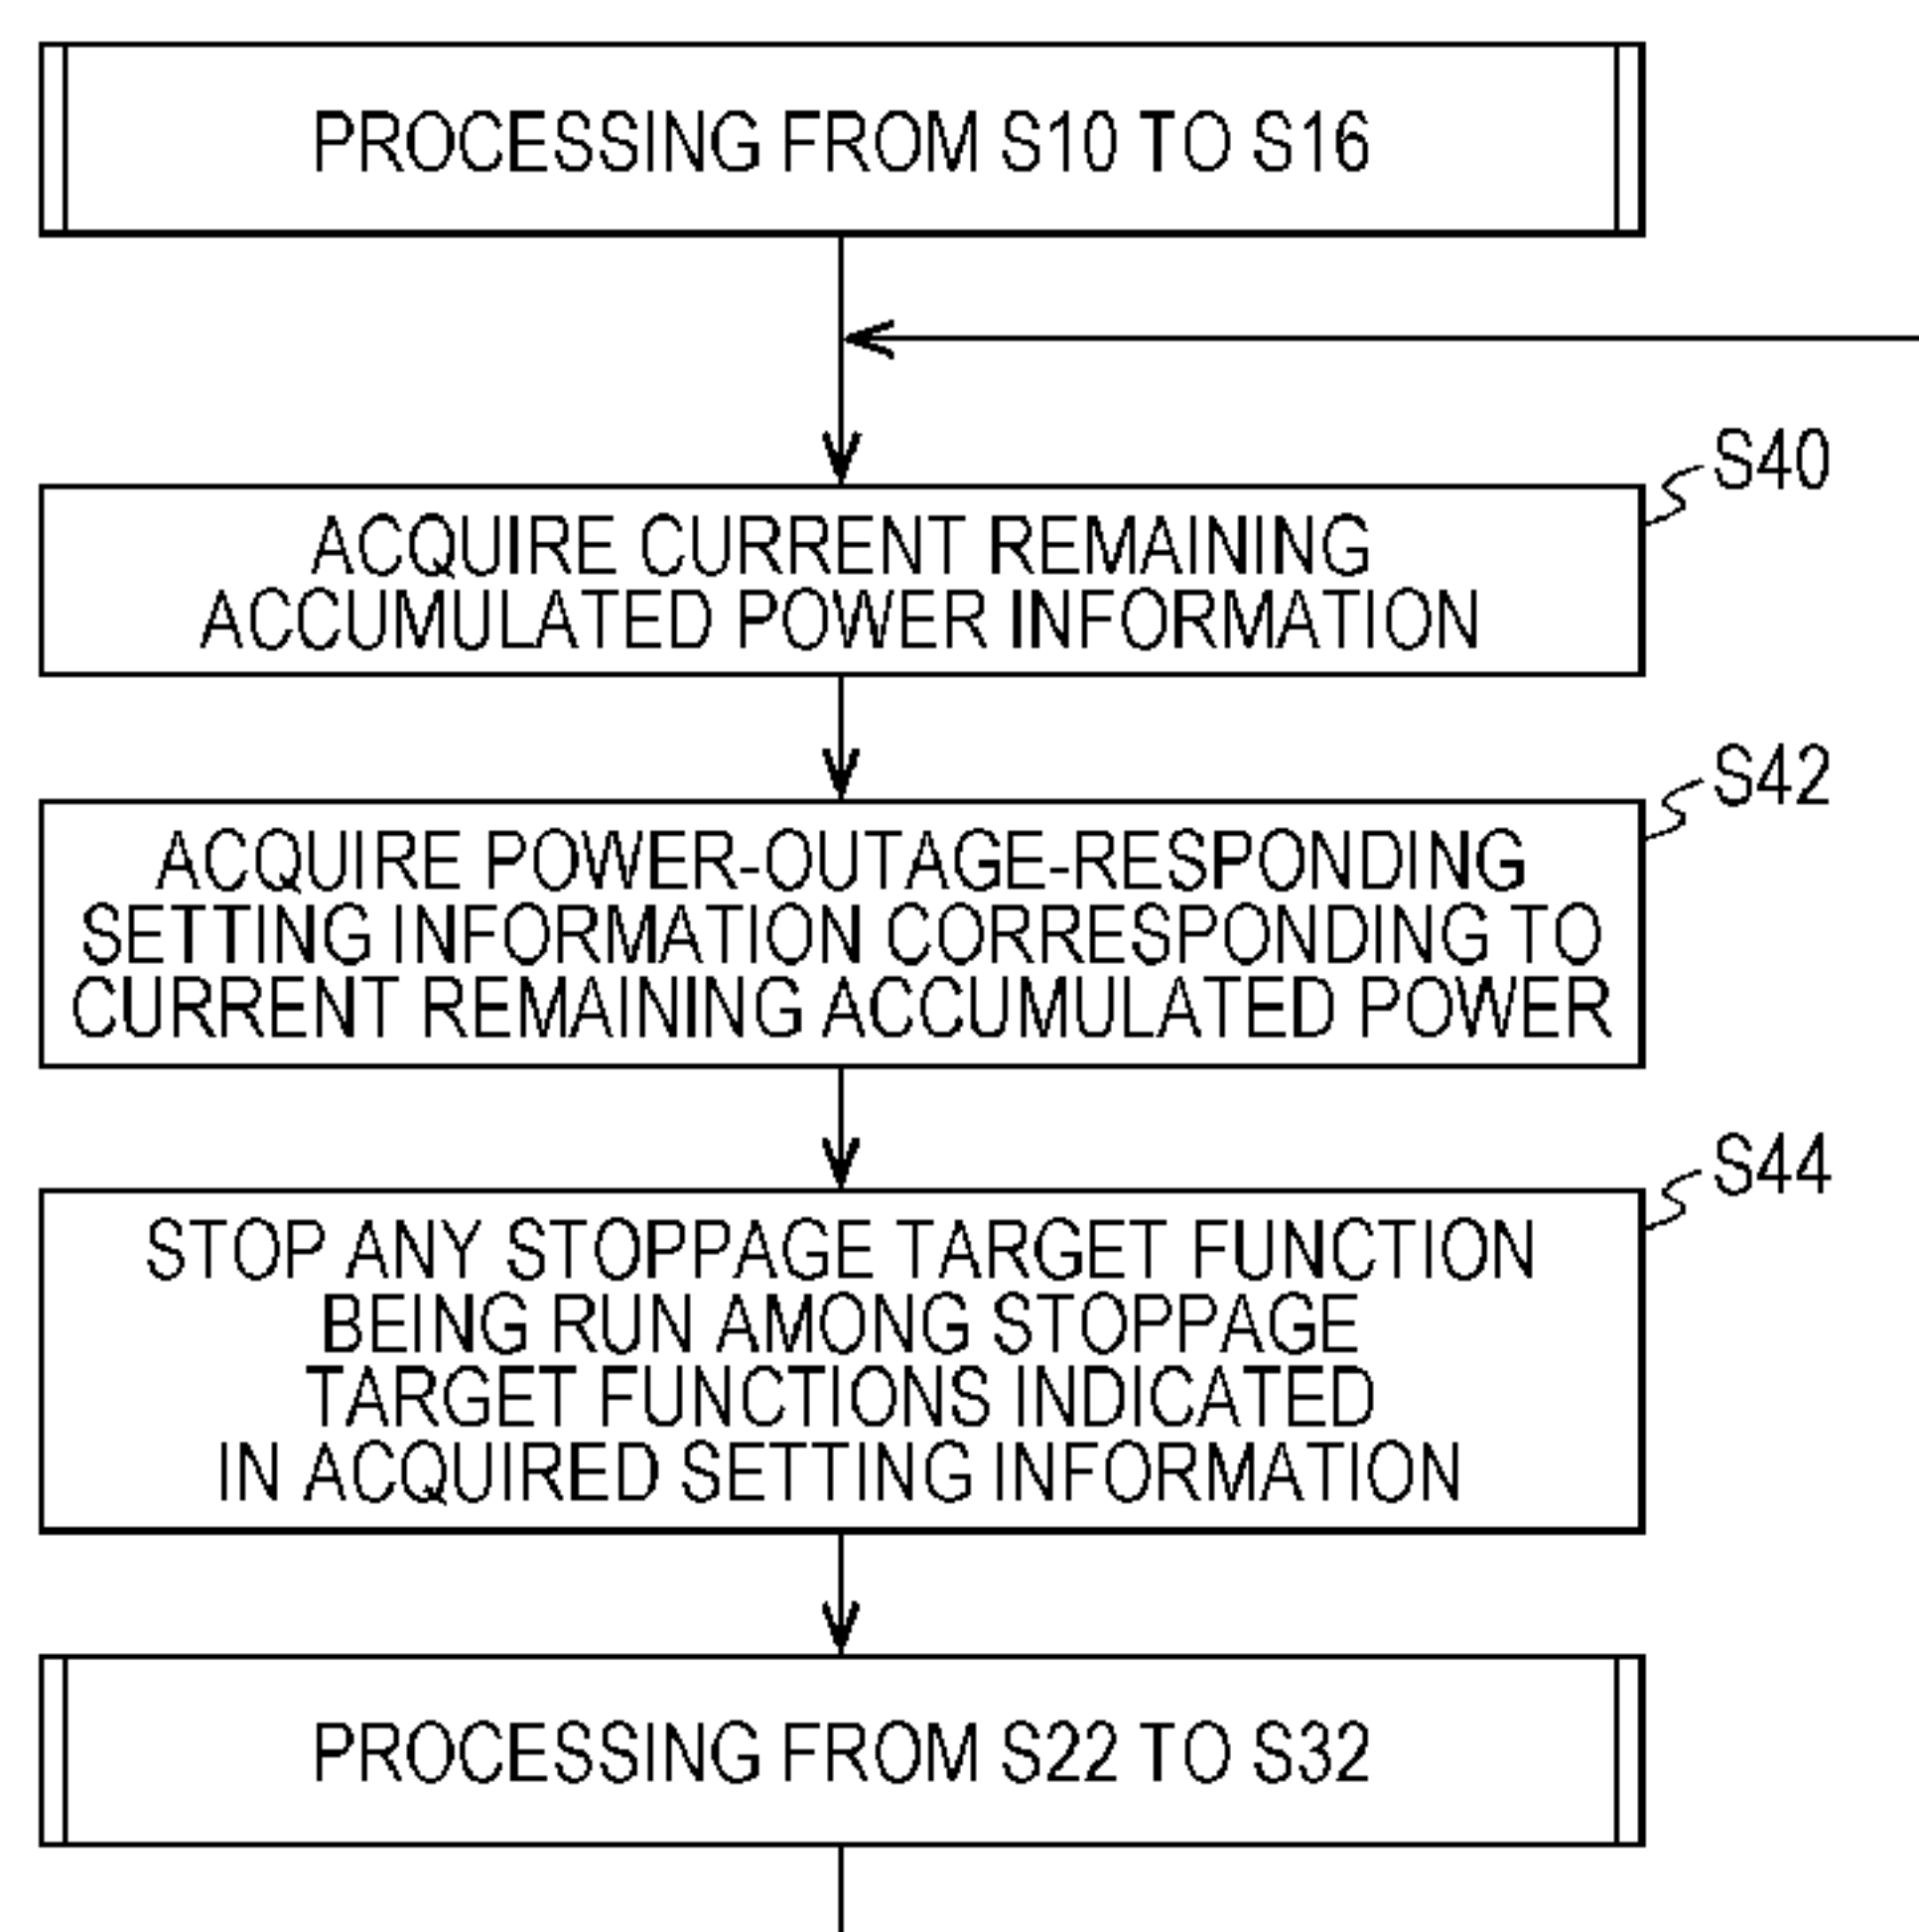 PROCESSING FROM S10 TO S16
S40
ACQUIRE CURRENT REMAINING
ACCUMULATED POWER INFORMATION
S42
ACQUIRE POWER-OUTAGE-RESPONDING
SETTING INFORMATION CORRESPONDING TO
CURRENT REMAINING ACCUMULATED POWER
S44
STOP ANY STOPPAGE TARGET FUNCTION
BEING RUN AMONG STOPPAGE
TARGET FUNCTIONS INDICATED
IN ACQUIRED SETTING INFORMATION
PROCESSING FROM S22 TO S32